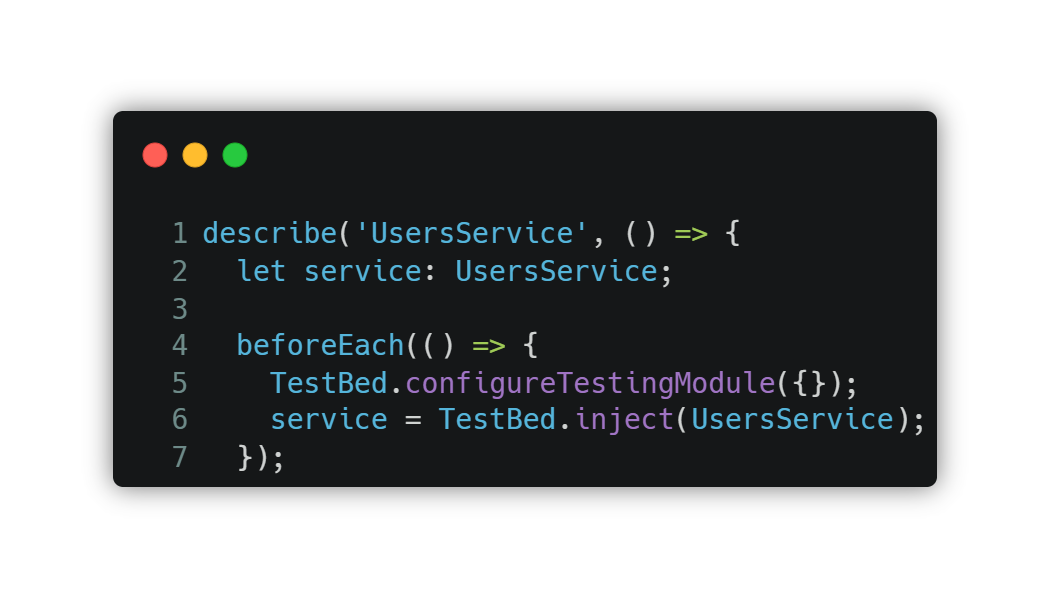 1 describe('UsersService', () => {
2   let service: UsersService;
3
4   beforeEach(() => {
5     TestBed.configureTestingModule({});
6     service = TestBed.inject(UsersService);
7   });